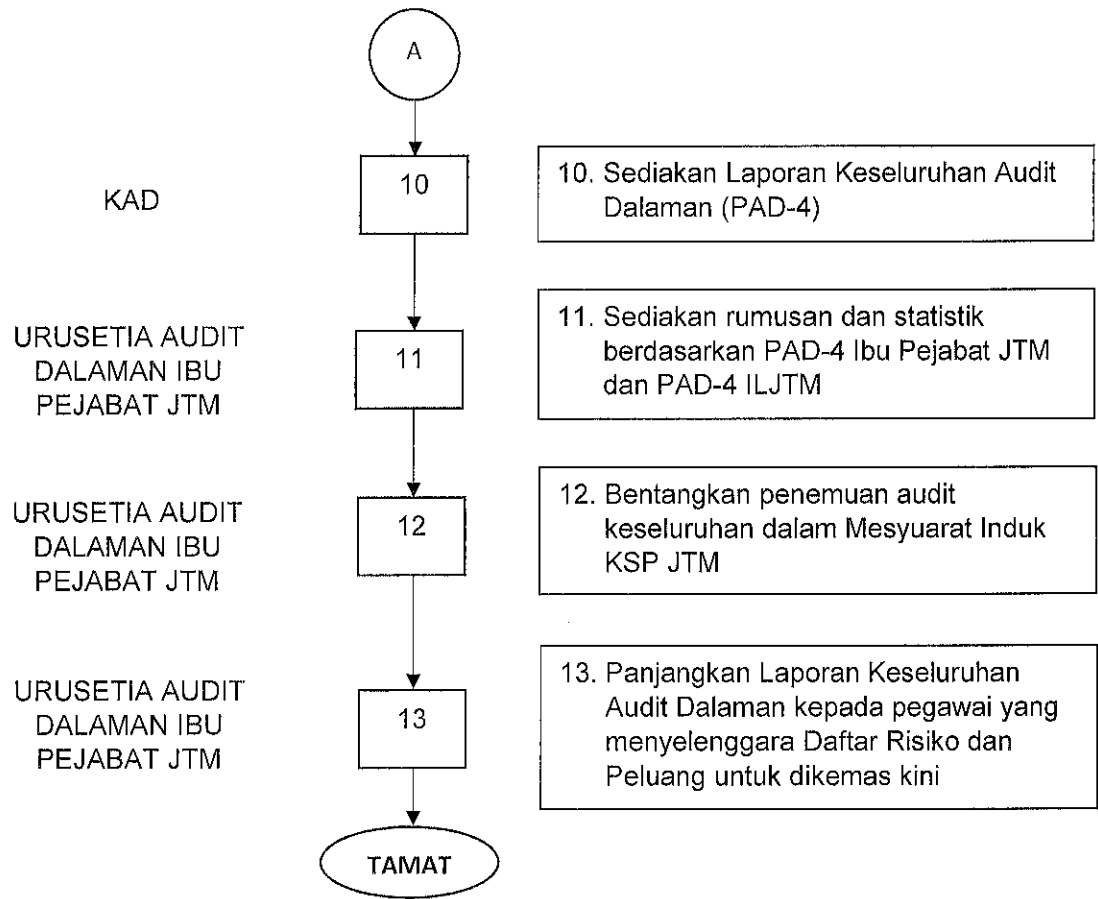 A
KAD
10
10. Sediakan Laporan Keseluruhan Audit
Dalaman (PAD-4)
URUSETIA AUDIT
DALAMAN IBU
PEJABAT JTM
11
11. Sediakan rumusan dan statistik
berdasarkan PAD-4 Ibu Pejabat JTM
dan PAD-4 ILJTM
URUSETIA AUDIT
DALAMAN IBU
PEJABAT JTM
12
12. Bentangkan penemuan audit
keseluruhan dalam Mesyuarat Induk
KSP JTM
URUSETIA AUDIT
DALAMAN IBU
PEJABAT JTM
13
13. Panjangkan Laporan Keseluruhan
Audit Dalaman kepada pegawai yang
menyelenggara Daftar Risiko dan
Peluang untuk dikemas kini
TAMAT